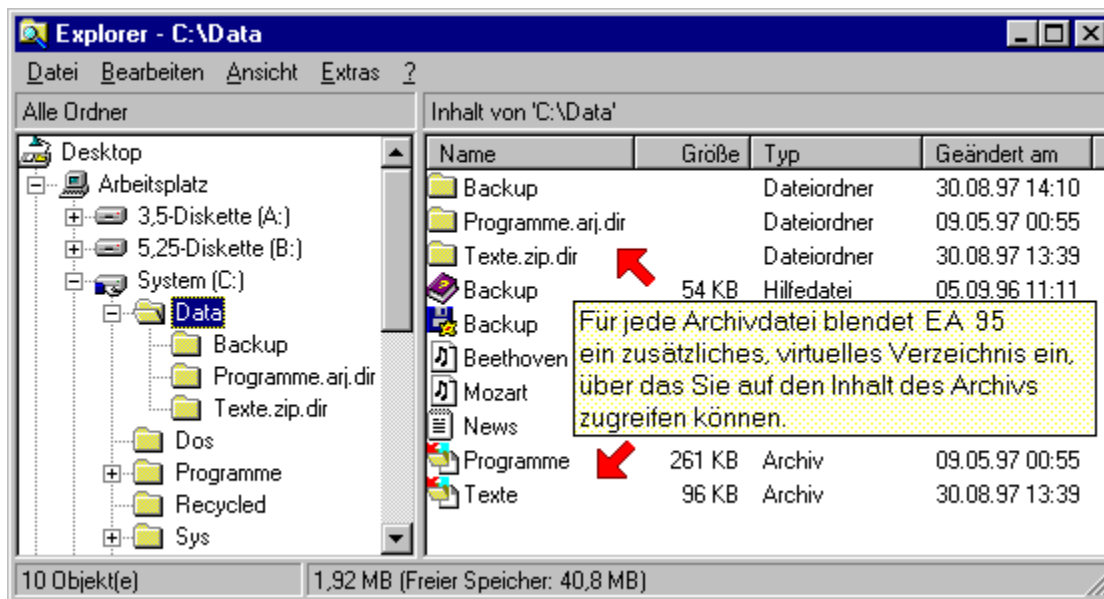 Explorer - C:\Data
Datei Bearbeiten Ansicht Extras ?
Alle Ordner
Inhalt von 'C:\Data'
Desktop
Arbeitsplatz
3,5-Diskette (A:)
5,25-Diskette (B:)
System (C:)
Data
Backup
Programme.arj.dir
Texte.zip.dir
Dos
Programme
Recycled
Sys
Name Größe Typ Geändert am
Backup Dateiordner 30.08.97 14:10
Programme.arj.dir Dateiordner 09.05.97 00:55
Texte.zip.dir Dateiordner 30.08.97 13:39
Backup 54 KB Hilfedatei 05.09.96 11:11
Backup
Beethoven
Mozart
News
Für jede Archivdatei blendet EA 95
ein zusätzliches, virtuelles Verzeichnis ein,
über das Sie auf den Inhalt des Archivs
zugreifen können.
Programme 261 KB Archiv 09.05.97 00:55
Texte 96 KB Archiv 30.08.97 13:39
10 Objekt(e)
1,92 MB (Freier Speicher: 40,8 MB)